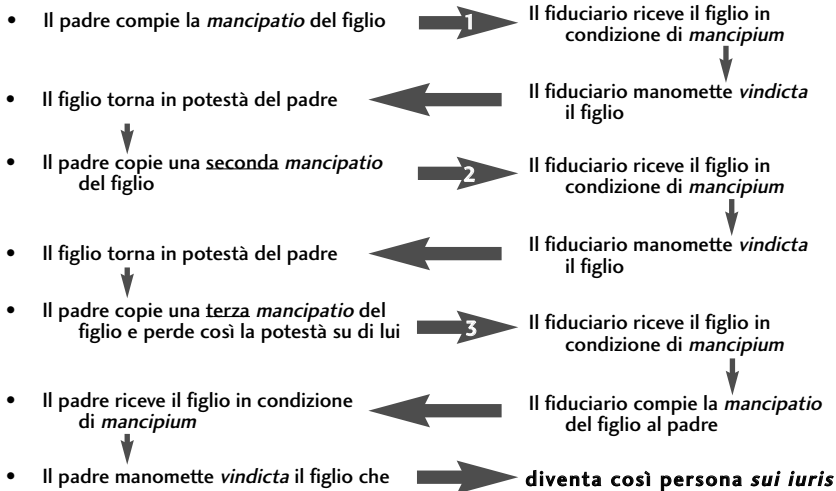 • Il padre compie la mancipatio del figlio
1
Il fiduciario riceve il figlio in
condizione di mancipium
• Il figlio torna in potestà del padre
Il fiduciario manomette vindicta
il figlio
• Il padre copie una seconda mancipatio
del figlio
2
Il fiduciario riceve il figlio in
condizione di mancipium
• Il figlio torna in potestà del padre
Il fiduciario manomette vindicta
il figlio
• Il padre copie una terza mancipatio del
figlio e perde così la potestà su di lui
3
Il fiduciario riceve il figlio in
condizione di mancipium
• Il padre riceve il figlio in condizione
di mancipium
Il fiduciario compie la mancipatio
del figlio al padre
• Il padre manomette vindicta il figlio che
diventa così persona sui iuris